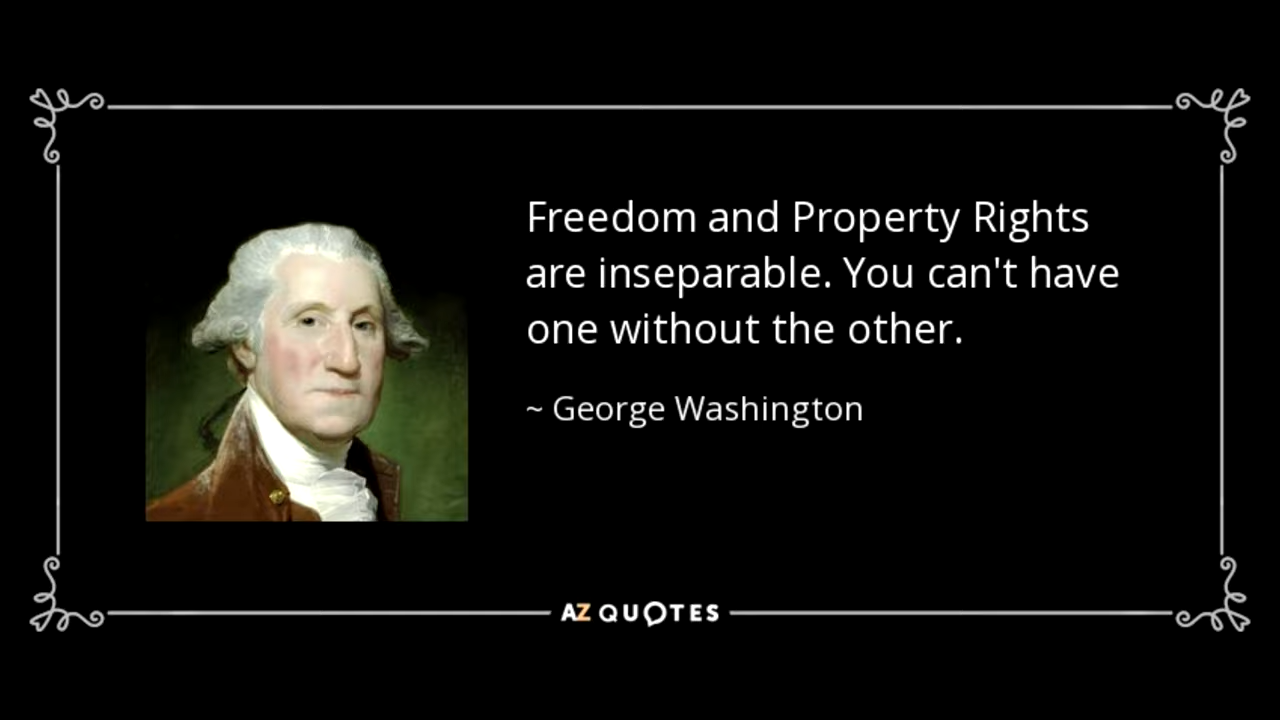 Freedom and Property Rights
are inseparable. You can't have
one without the other.
~ George Washington
AZ QUOTES